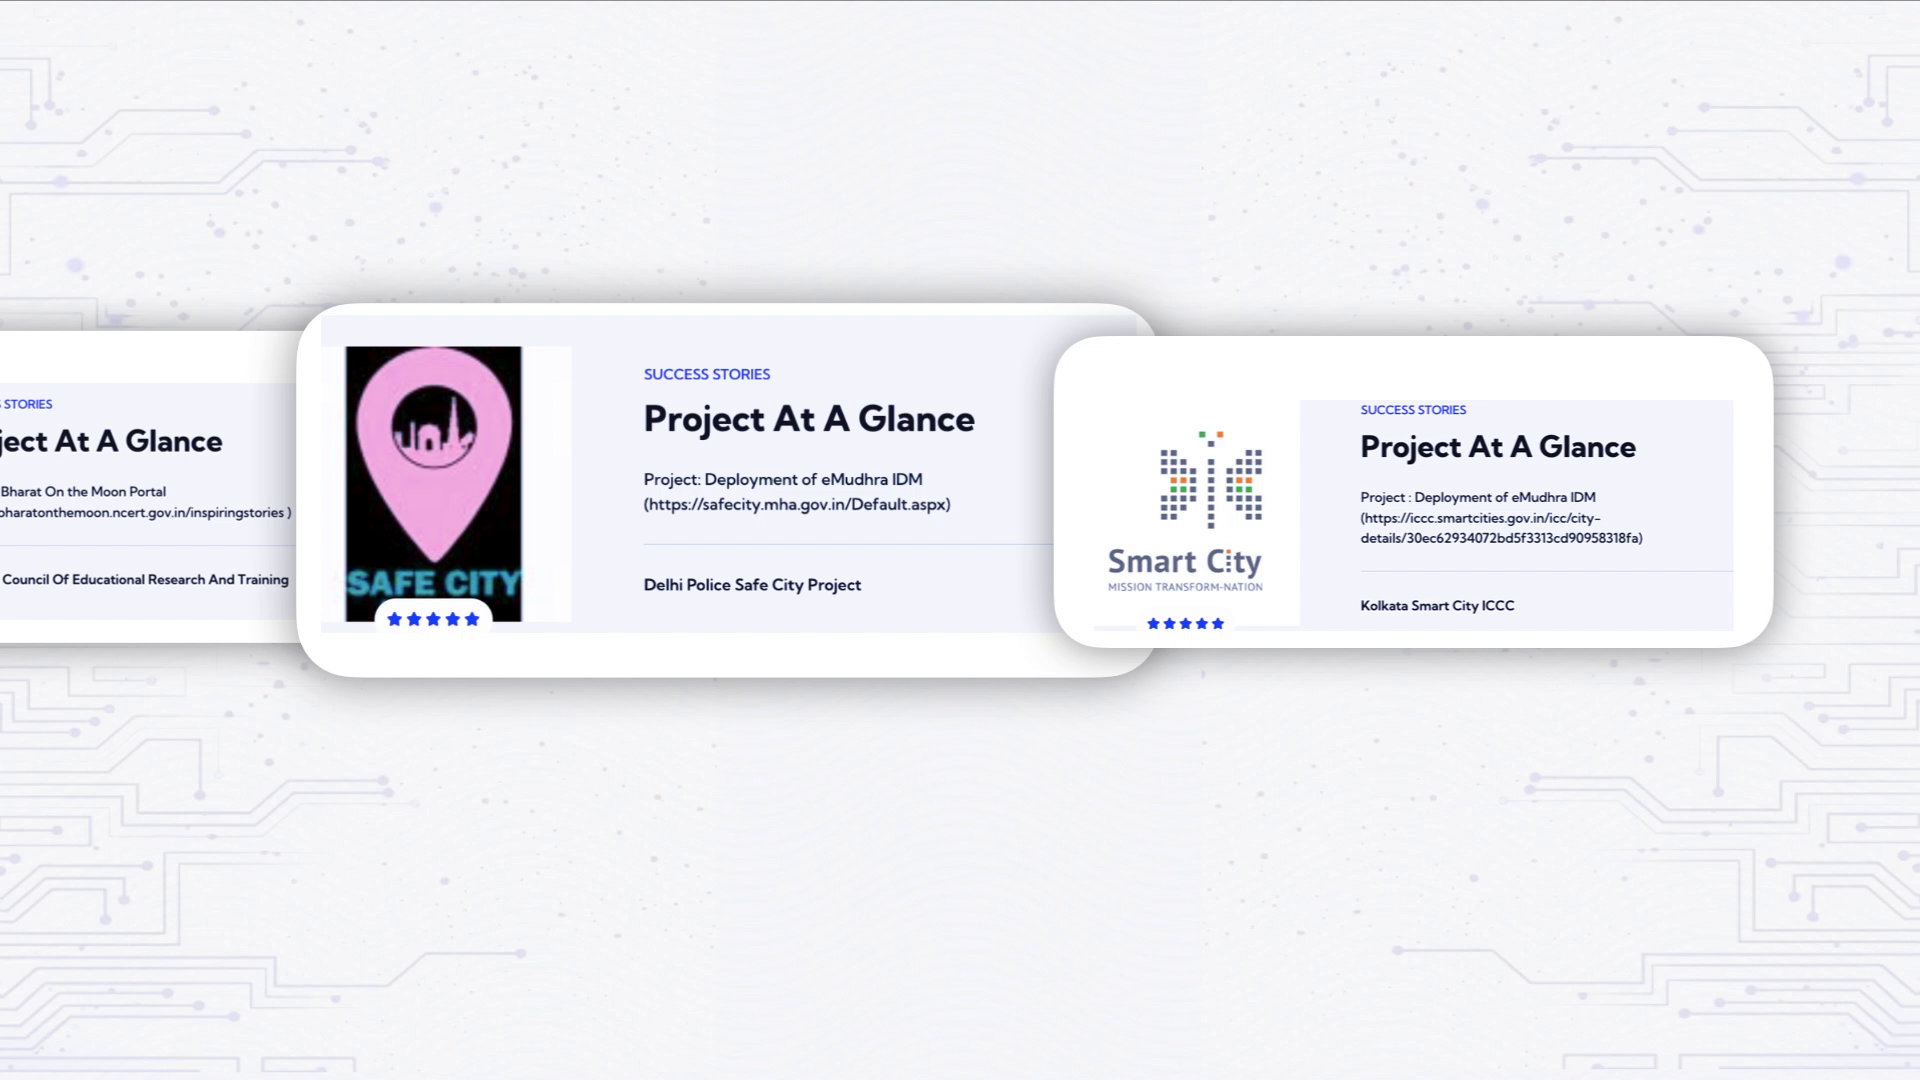 STORIES
ject At A Glance
Bharat On the Moon Portal
bharatonthemoon.ncert.gov.in/inspiringstories )
Council Of Educational Research And Training
SAFE CITY
SUCCESS STORIES
Project At A Glance
Project: Deployment of eMudhra IDM
(https://safecity.mha.gov.in/Default.aspx)
Delhi Police Safe City Project
Smart City
MISSION TRANSFORM-NATION
SUCCESS STORIES
Project At A Glance
Project : Deployment of eMudhra IDM
(https://iccc.smartcities.gov.in/icc/city-
details/30ec62934072bd5f3313cd90958318fa)
Kolkata Smart City ICCC